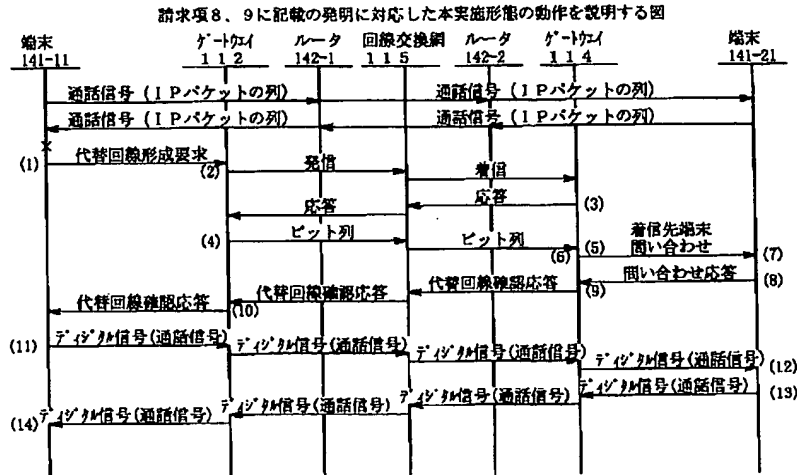 請求項８、９に記載の発明に対応した本実施形態の動作を説明する図
端末 ｹﾞｰﾄｳｴｲ ルータ 回線交換網 ルータ ｹﾞｰﾄｳｴｲ 端末
141-11 １１２ 142-1 １１５ 142-2 １１４ 141-21
通話信号（ＩＰパケットの列） 通話信号（ＩＰパケットの列）
通話信号（ＩＰパケットの列） 通話信号（ＩＰパケットの列）
(1) 代替回線形成要求 (2) 発信 着信
応答 (3)
応答
(4) ビット列 ビット列 (5) 着信先端末
(6) 問い合わせ (7)
問い合わせ応答 (8)
代替回線確認応答 (10) 代替回線確認応答 代替回線確認応答 (9)
(11) ﾃﾞｨｼﾞﾀﾙ信号(通話信号) ﾃﾞｨｼﾞﾀﾙ信号(通話信号) ﾃﾞｨｼﾞﾀﾙ信号(通話信号) ﾃﾞｨｼﾞﾀﾙ信号(通話信号) (12)
(14) ﾃﾞｨｼﾞﾀﾙ信号(通話信号) ﾃﾞｨｼﾞﾀﾙ信号(通話信号) ﾃﾞｨｼﾞﾀﾙ信号(通話信号) ﾃﾞｨｼﾞﾀﾙ信号(通話信号) (13)